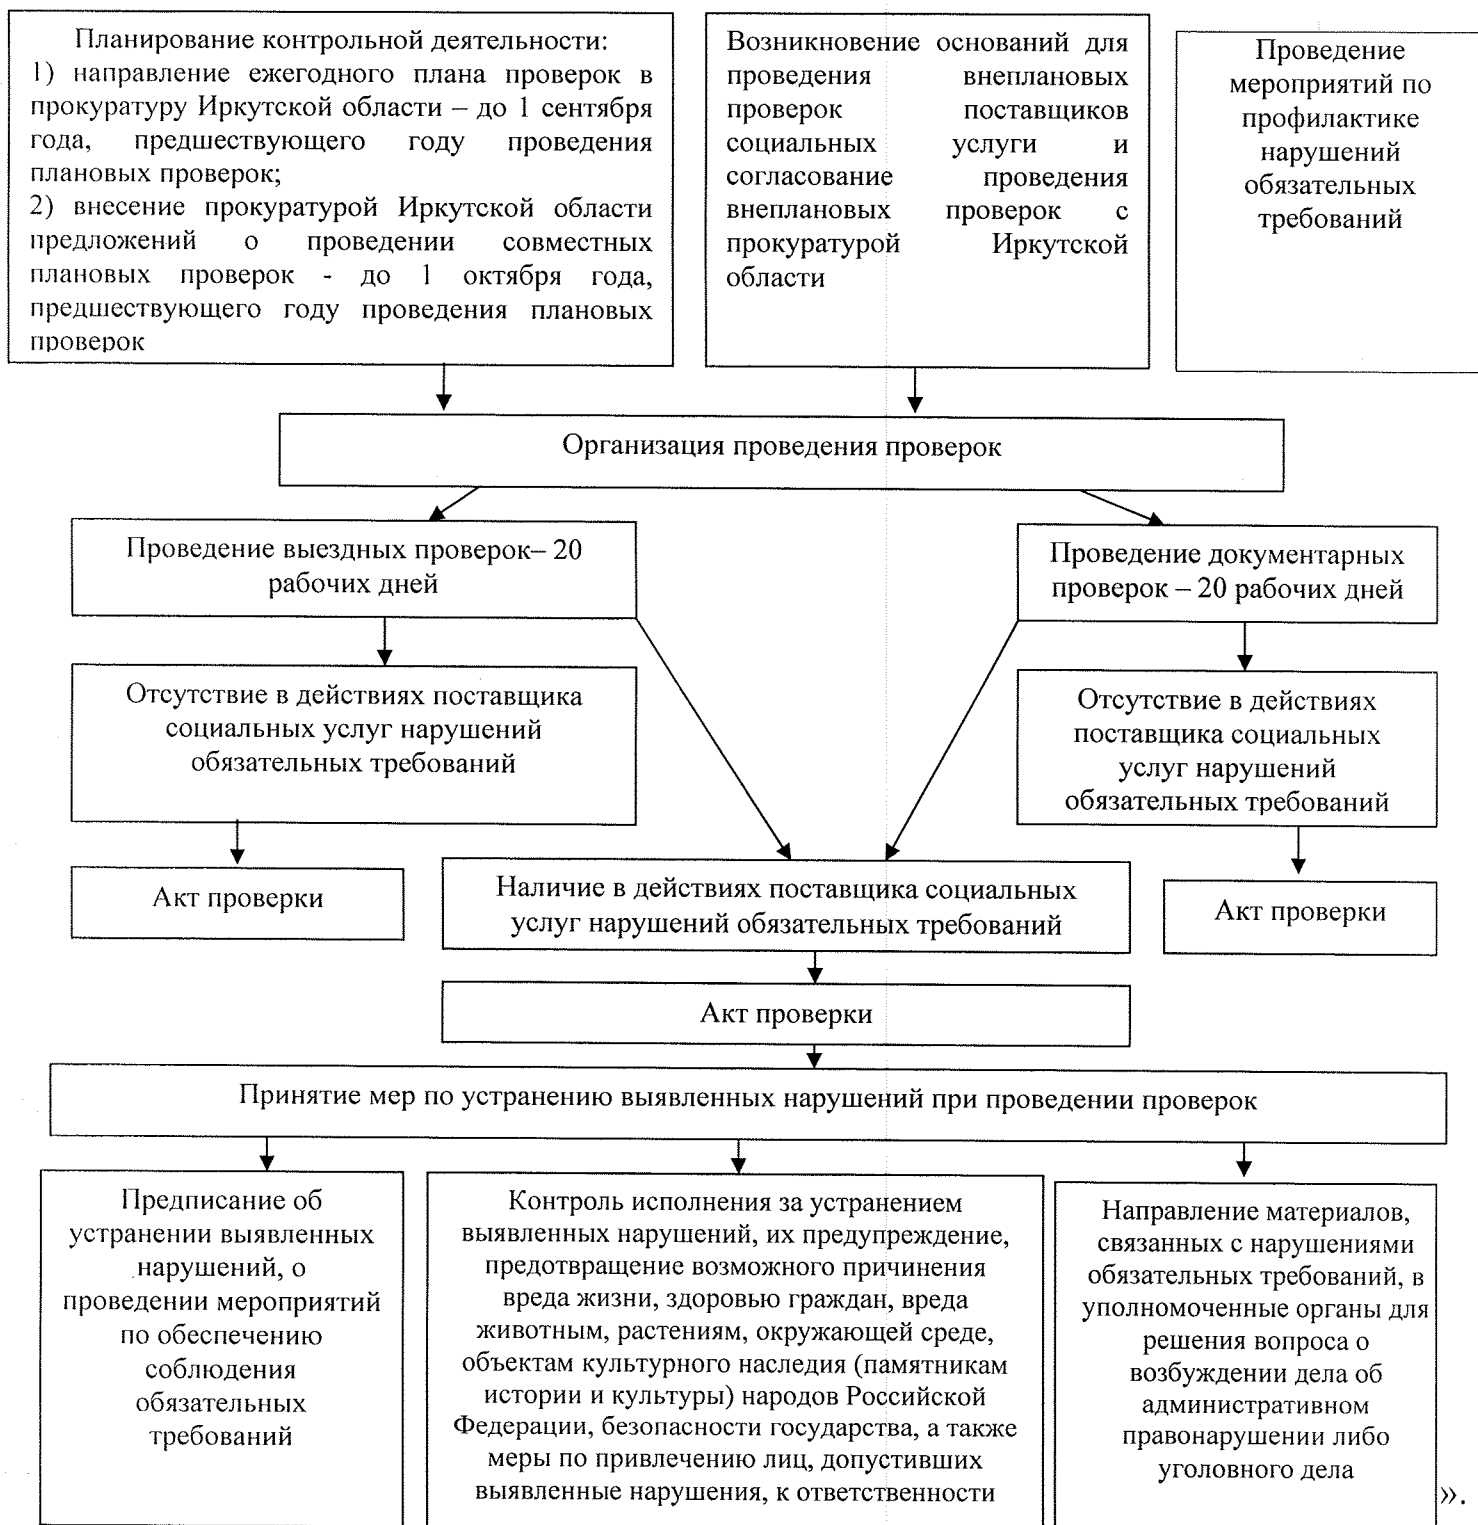 Планирование контрольной деятельности:
1) направление ежегодного плана проверок в
прокуратуру Иркутской области – до 1 сентября
года, предшествующего году проведения
плановых проверок;
2) внесение прокуратурой Иркутской области
предложений о проведении совместных
плановых проверок - до 1 октября года,
предшествующего году проведения плановых
проверок
Возникновение оснований для
проведения внеплановых
проверок поставщиков
социальных услуги и
согласование проведения
внеплановых проверок с
прокуратурой Иркутской
области
Проведение
мероприятий по
профилактике
нарушений
обязательных
требований
Организация проведения проверок
Проведение выездных проверок– 20
рабочих дней
Проведение документарных
проверок – 20 рабочих дней
Отсутствие в действиях поставщика
социальных услуг нарушений
обязательных требований
Отсутствие в действиях
поставщика социальных
услуг нарушений
обязательных требований
Акт проверки
Наличие в действиях поставщика социальных
услуг нарушений обязательных требований
Акт проверки
Акт проверки
Принятие мер по устранению выявленных нарушений при проведении проверок
Предписание об
устранении выявленных
нарушений, о
проведении мероприятий
по обеспечению
соблюдения
обязательных
требований
Контроль исполнения за устранением
выявленных нарушений, их предупреждение,
предотвращение возможного причинения
вреда жизни, здоровью граждан, вреда
животным, растениям, окружающей среде,
объектам культурного наследия (памятникам
истории и культуры) народов Российской
Федерации, безопасности государства, а также
меры по привлечению лиц, допустивших
выявленные нарушения, к ответственности
Направление материалов,
связанных с нарушениями
обязательных требований, в
уполномоченные органы для
решения вопроса о
возбуждении дела об
административном
правонарушении либо
уголовного дела
».